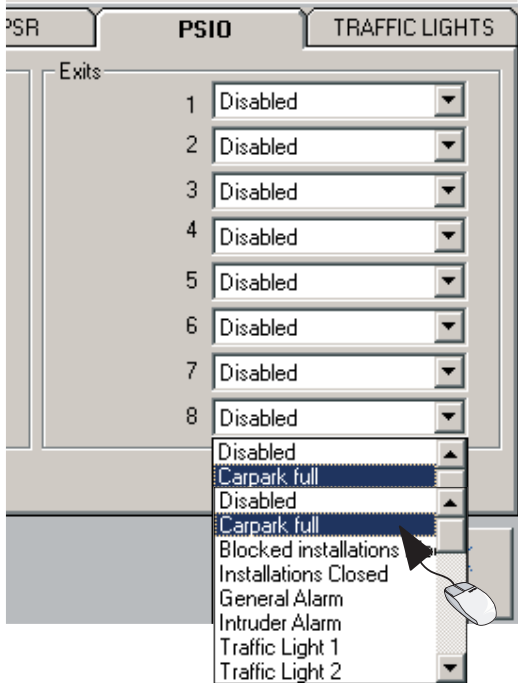 PSR
PSIO
TRAFFIC LIGHTS
Exits
1 Disabled
2 Disabled
3 Disabled
4 Disabled
5 Disabled
6 Disabled
7 Disabled
8 Disabled
Disabled
Carpark full
Disabled
Carpark full
Blocked installations
Installations Closed
General Alarm
Intruder Alarm
Traffic Light 1
Traffic Light 2